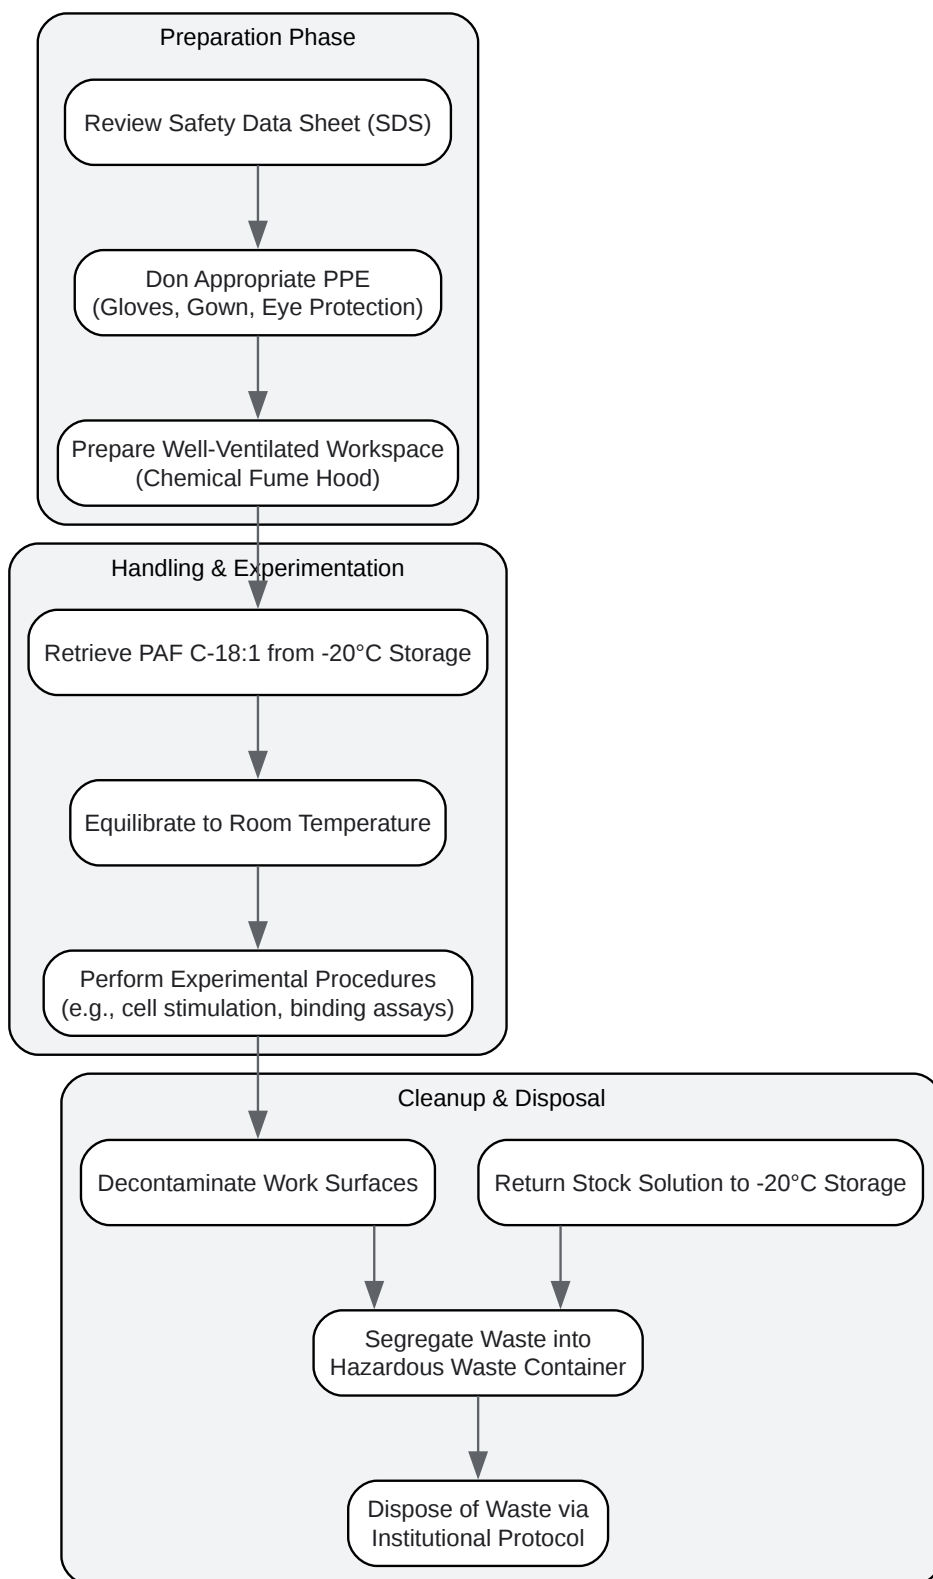 Preparation Phase
Review Safety Data Sheet (SDS)
Don Appropriate PPE
(Gloves, Gown, Eye Protection)
Prepare Well-Ventilated Workspace
(Chemical Fume Hood)
Handling & Experimentation
Retrieve PAF C-18:1 from -20°C Storage
Equilibrate to Room Temperature
Perform Experimental Procedures
(e.g., cell stimulation, binding assays)
Cleanup & Disposal
Decontaminate Work Surfaces
Return Stock Solution to -20°C Storage
Segregate Waste into
Hazardous Waste Container
Dispose of Waste via
Institutional Protocol